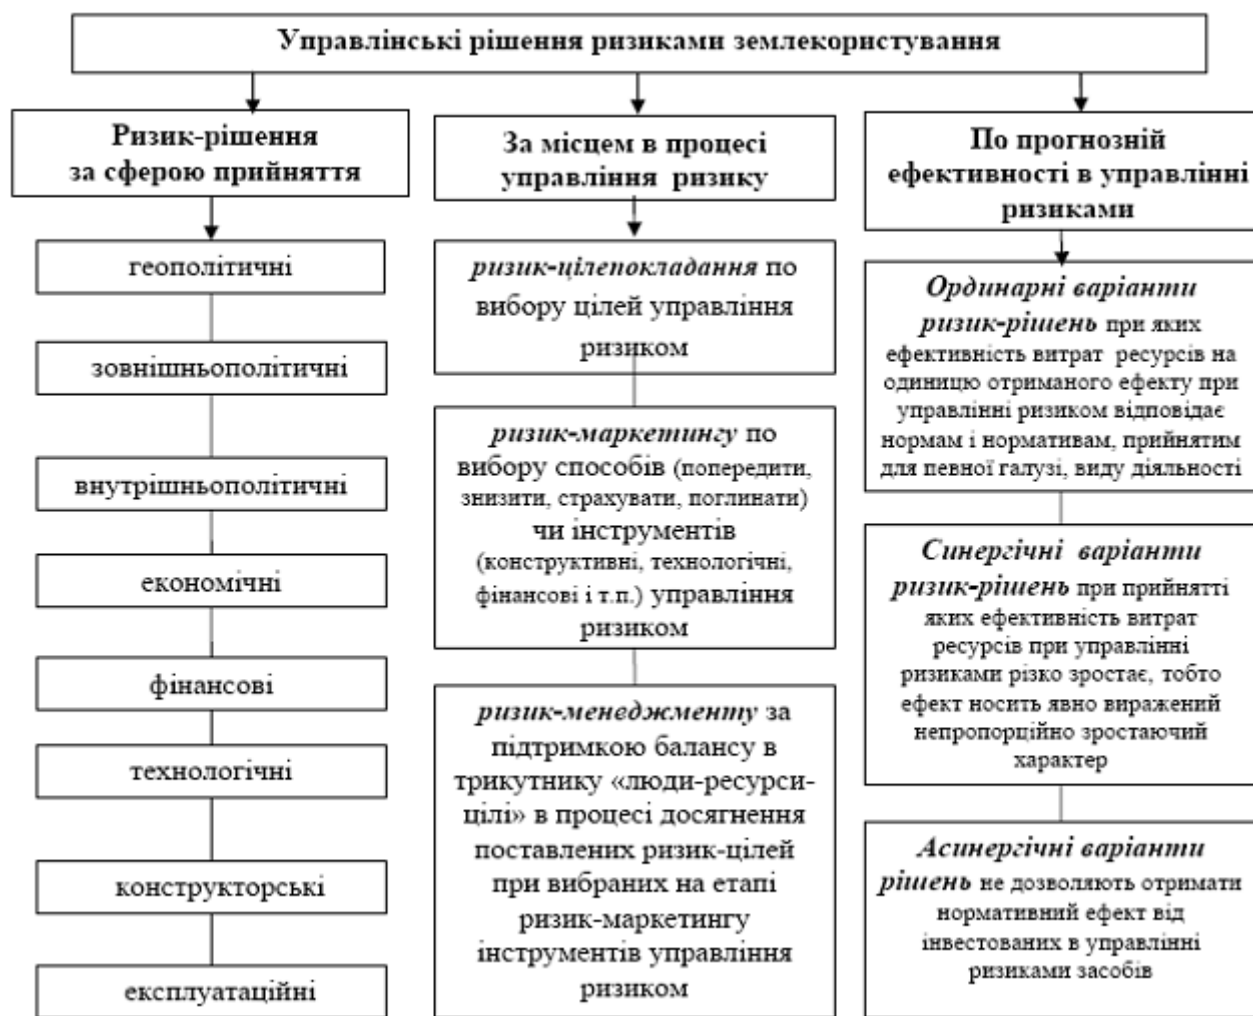 Управлінські рішення ризиками землекористування
Ризик-рішення
за сферою прийняття
геополітичні
зовнішньополітичні
внутрішньополітичні
економічні
фінансові
технологічні
конструкторські
експлуатаційні
За місцем в процесі
управління ризику
ризик-цілепокладання по
вибору цілей управління
ризиком
ризик-маркетингу по
вибору способів (попередити,
знизити, страхувати, поглинати)
чи інструментів
(конструктивні, технологічні,
фінансові і т.п.) управління
ризиком
ризик-менеджменту за
підтримкою балансу в
трикутнику «люди-ресурси-
цілі» в процесі досягнення
поставлених ризик-цілей
при вибраних на етапі
ризик-маркетингу
інструментів управління
ризиком
По прогнозній
ефективності в управлінні
ризиками
Ординарні варіанти
ризик-рішень при яких
ефективність витрат ресурсів на
одиницю отриманого ефекту при
управлінні ризиком відповідає
нормам і нормативам, прийнятим
для певної галузі, виду діяльності
Синергічні варіанти
ризик-рішень при прийнятті
яких ефективність витрат
ресурсів при управлінні
ризиками різко зростає, тобто
ефект носить явно виражений
непропорційно зростаючий
характер
Асинергічні варіанти
рішень не дозволяють отримати
нормативний ефект від
інвестованих в управлінні
ризиками засобів